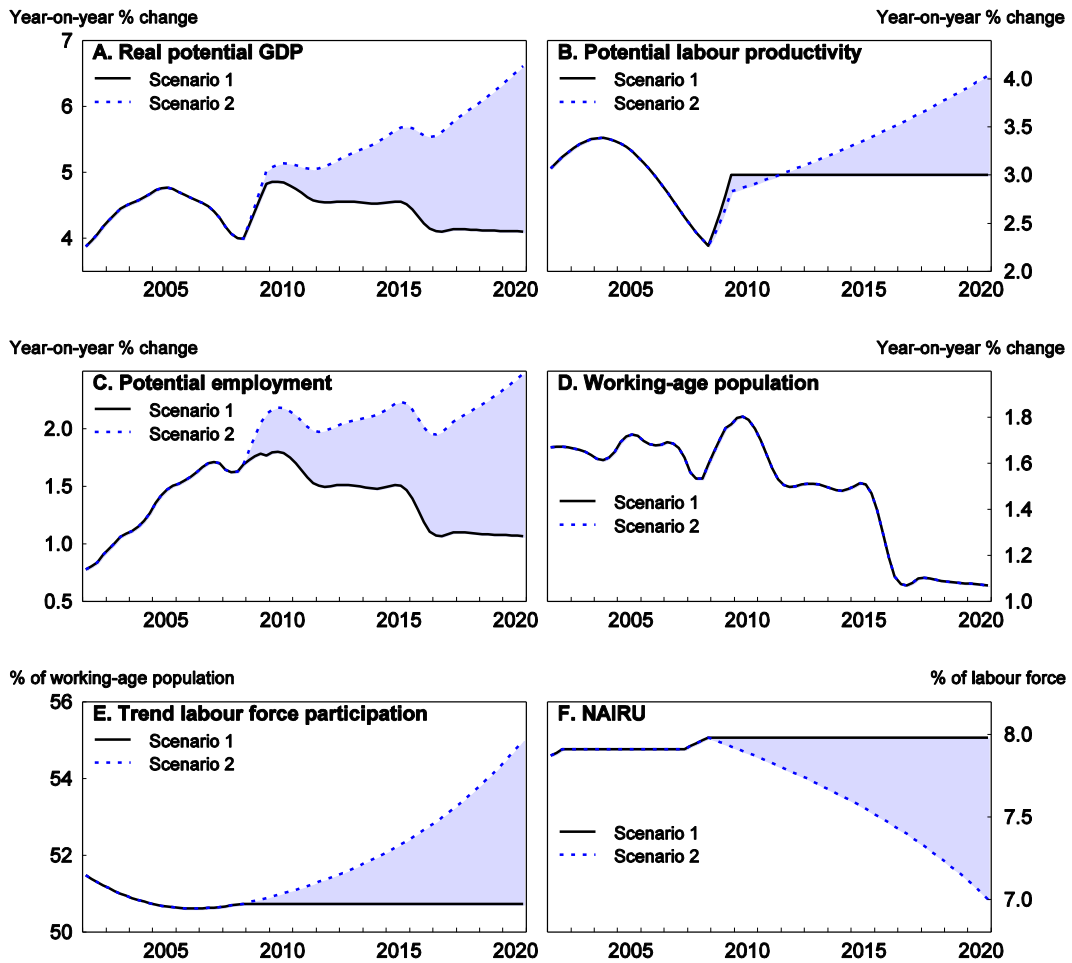 Year-on-year % change
Year-on-year % change
A. Real potential GDP
Scenario 1
Scenario 2
7
6
5
4
2005
2010
2015
2020
B. Potential labour productivity
Scenario 1
Scenario 2
4.0
3.5
3.0
2.5
2.0
2005
2010
2015
2020
Year-on-year % change
Year-on-year % change
C. Potential employment
Scenario 1
Scenario 2
2.0
1.5
1.0
0.5
2005
2010
2015
2020
D. Working-age population
Scenario 1
Scenario 2
1.8
1.6
1.4
1.2
1.0
2005
2010
2015
2020
% of working-age population
% of labour force
E. Trend labour force participation
Scenario 1
Scenario 2
56
54
52
50
2005
2010
2015
2020
F. NAIRU
Scenario 1
Scenario 2
8.0
7.5
7.0
2005
2010
2015
2020